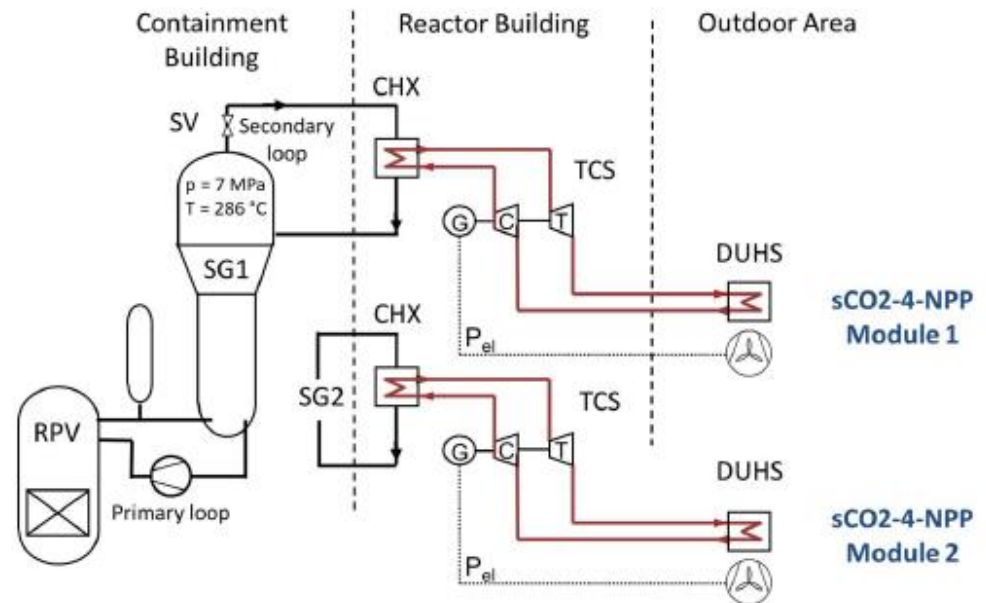 Containment
Building
Reactor Building
Outdoor Area
CHX
SV
Secondary
loop
p = 7 MPa
T = 286 °C
TCS
G
C
T
SG1
DUHS
sCO2-4-NPP
Module 1
Pel
CHX
SG2
TCS
RPV
G
C
T
Primary loop
DUHS
sCO2-4-NPP
Module 2
Pel